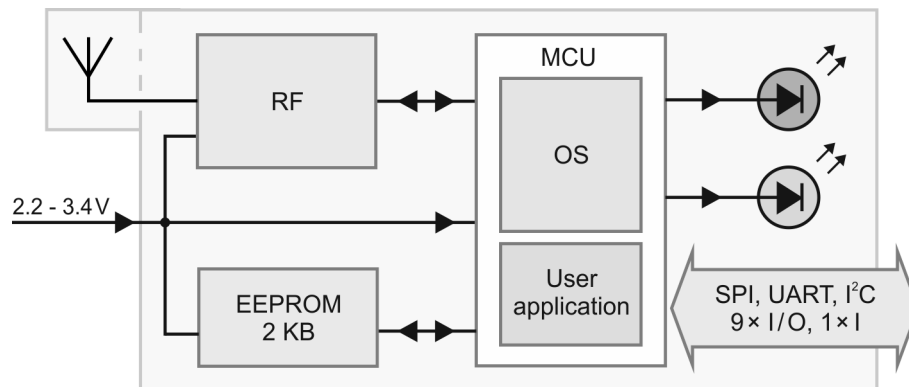 MCU
RF
OS
2.2 - 3.4 V
EEPROM
2 KB
User
application
SPI, UART, I²C
9× I/O, 1× I